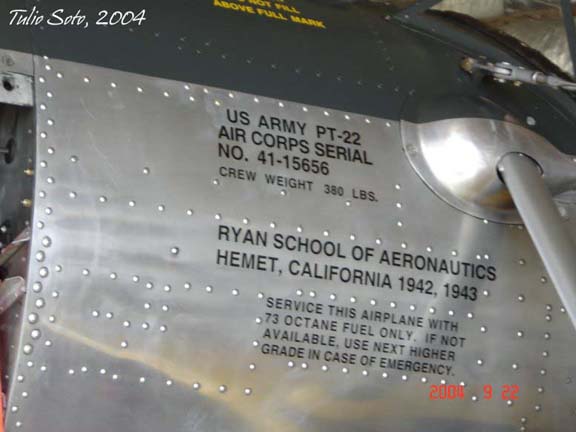 Tulio Soto, 2004
NOT FILL
ABOVE FULL MARK
US ARMY PT-22
AIR CORPS SERIAL
NO. 41-15656
CREW WEIGHT 380 LBS.
RYAN SCHOOL OF AERONAUTICS
HEMET, CALIFORNIA 1942, 1943
SERVICE THIS AIRPLANE WITH
73 OCTANE FUEL ONLY. IF NOT
AVAILABLE, USE NEXT HIGHER
GRADE IN CASE OF EMERGENCY.
2004. 9.22